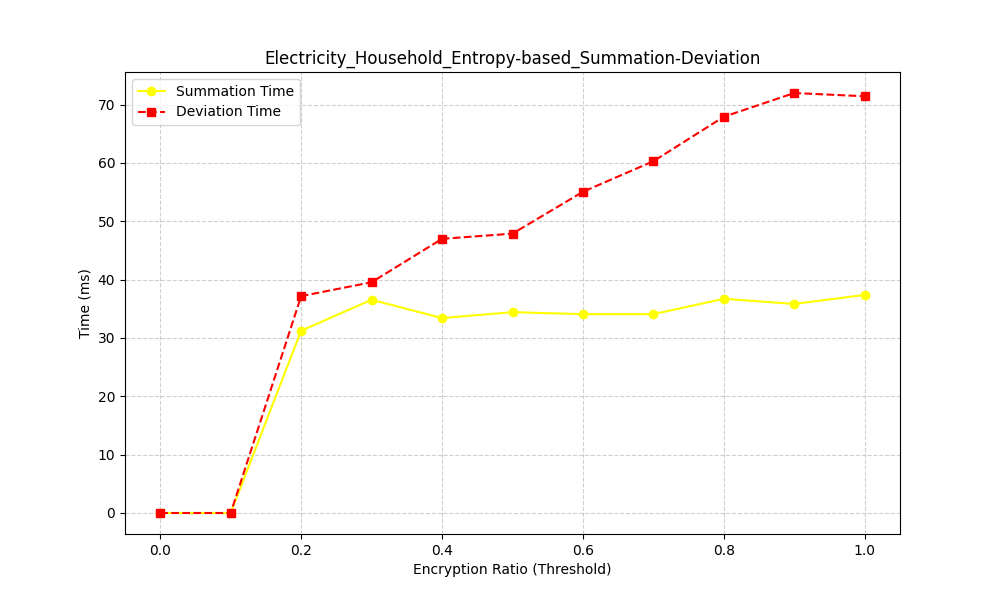 Electricity_Household_Entropy-based_Summation-Deviation
Summation Time
Deviation Time
Time (ms)
70
60
50
40
30
20
10
0
0.0 0.2 0.4 0.6 0.8 1.0
Encryption Ratio (Threshold)